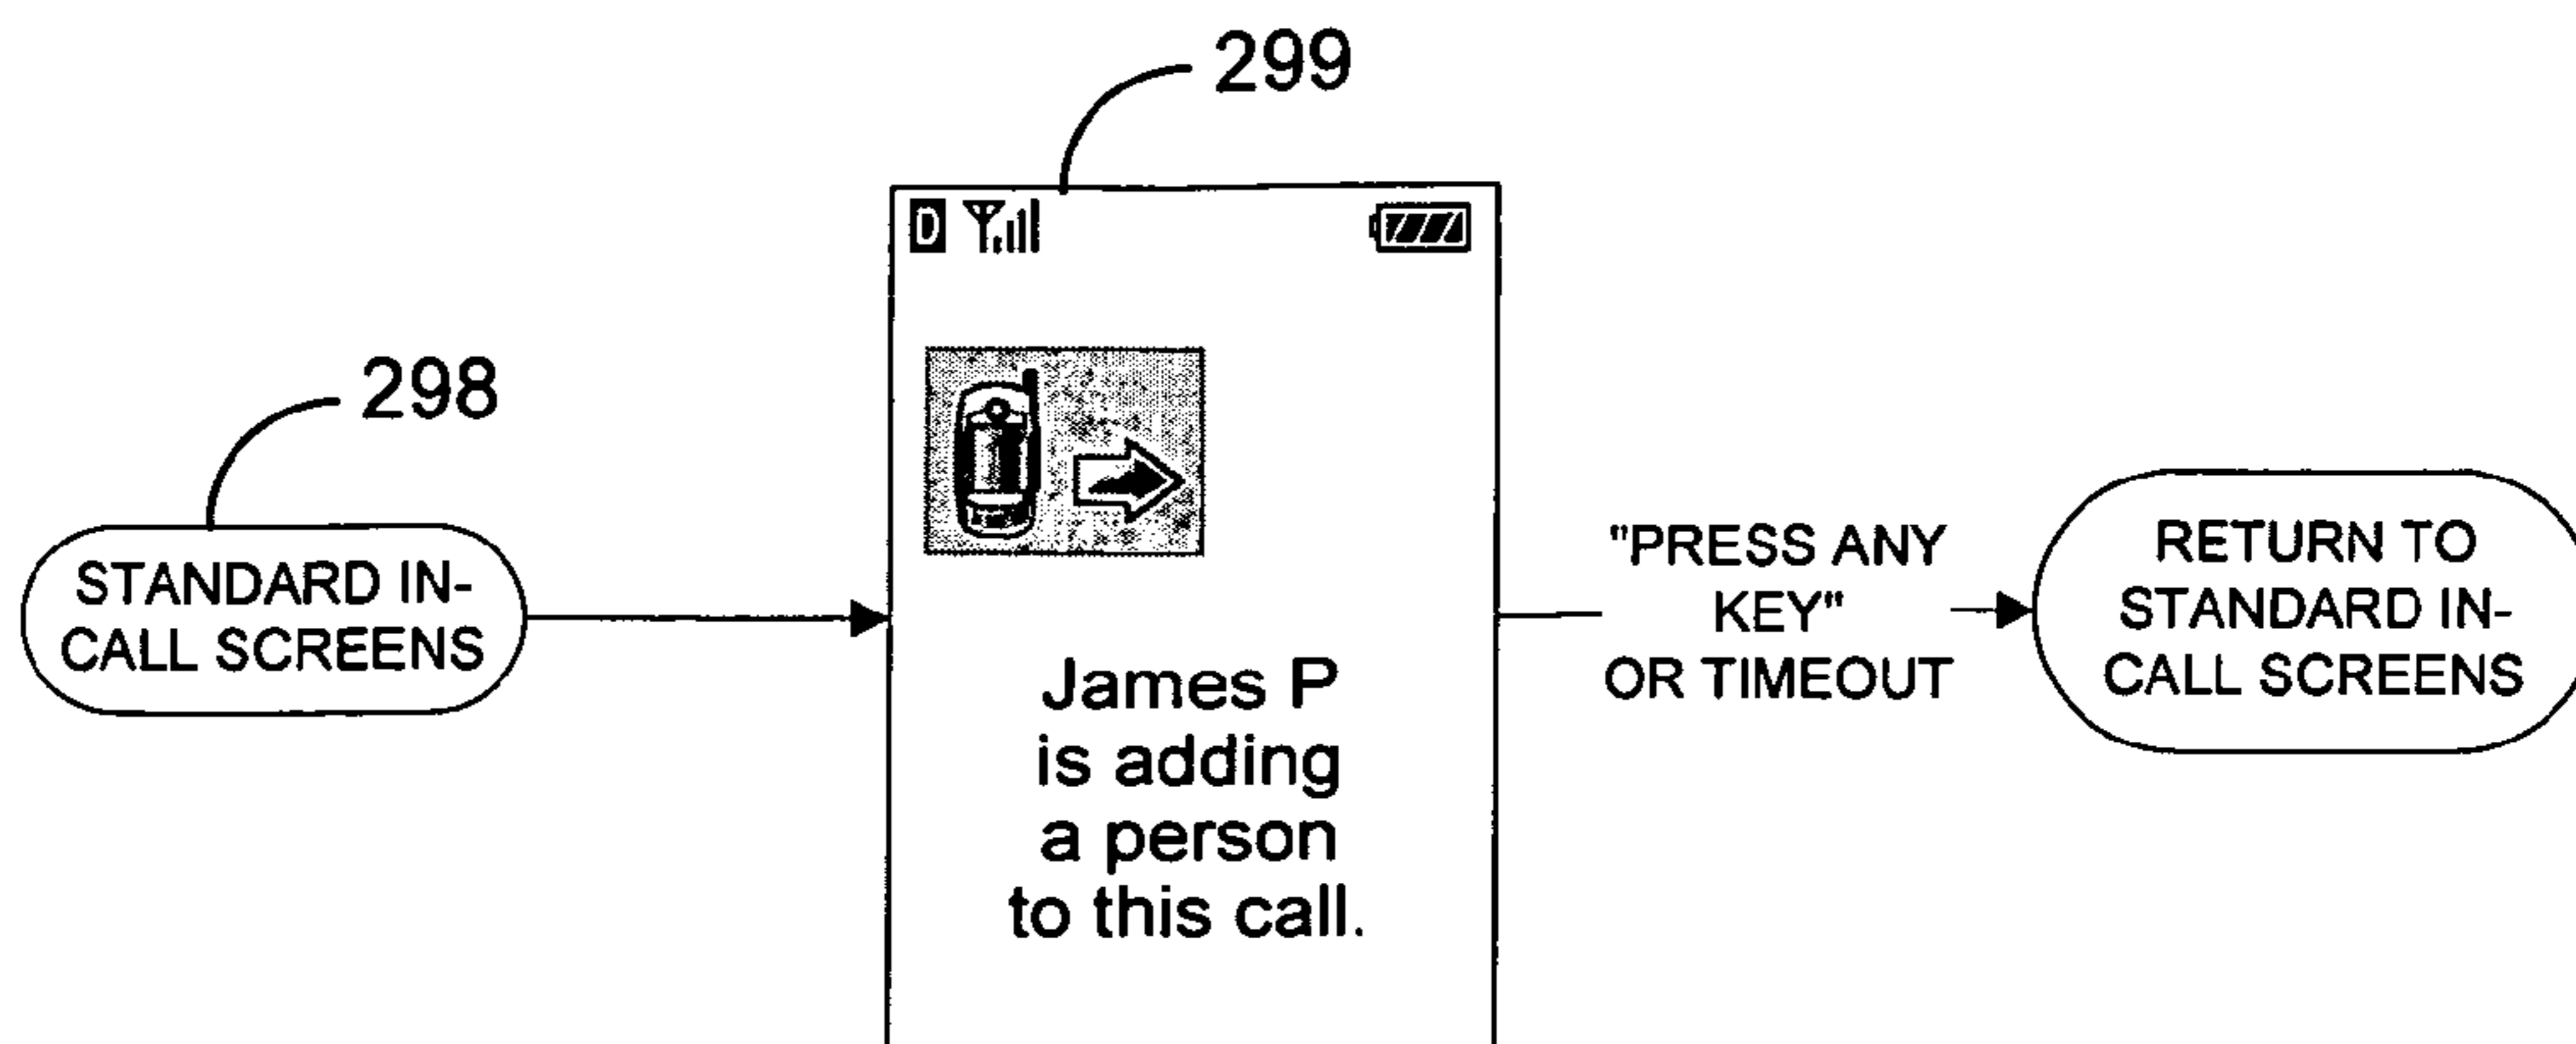 299
298
D
STANDARD IN-
CALL SCREENS
James P
is adding
a person
to this call.
"PRESS ANY
KEY"
OR TIMEOUT
RETURN TO
STANDARD IN-
CALL SCREENS